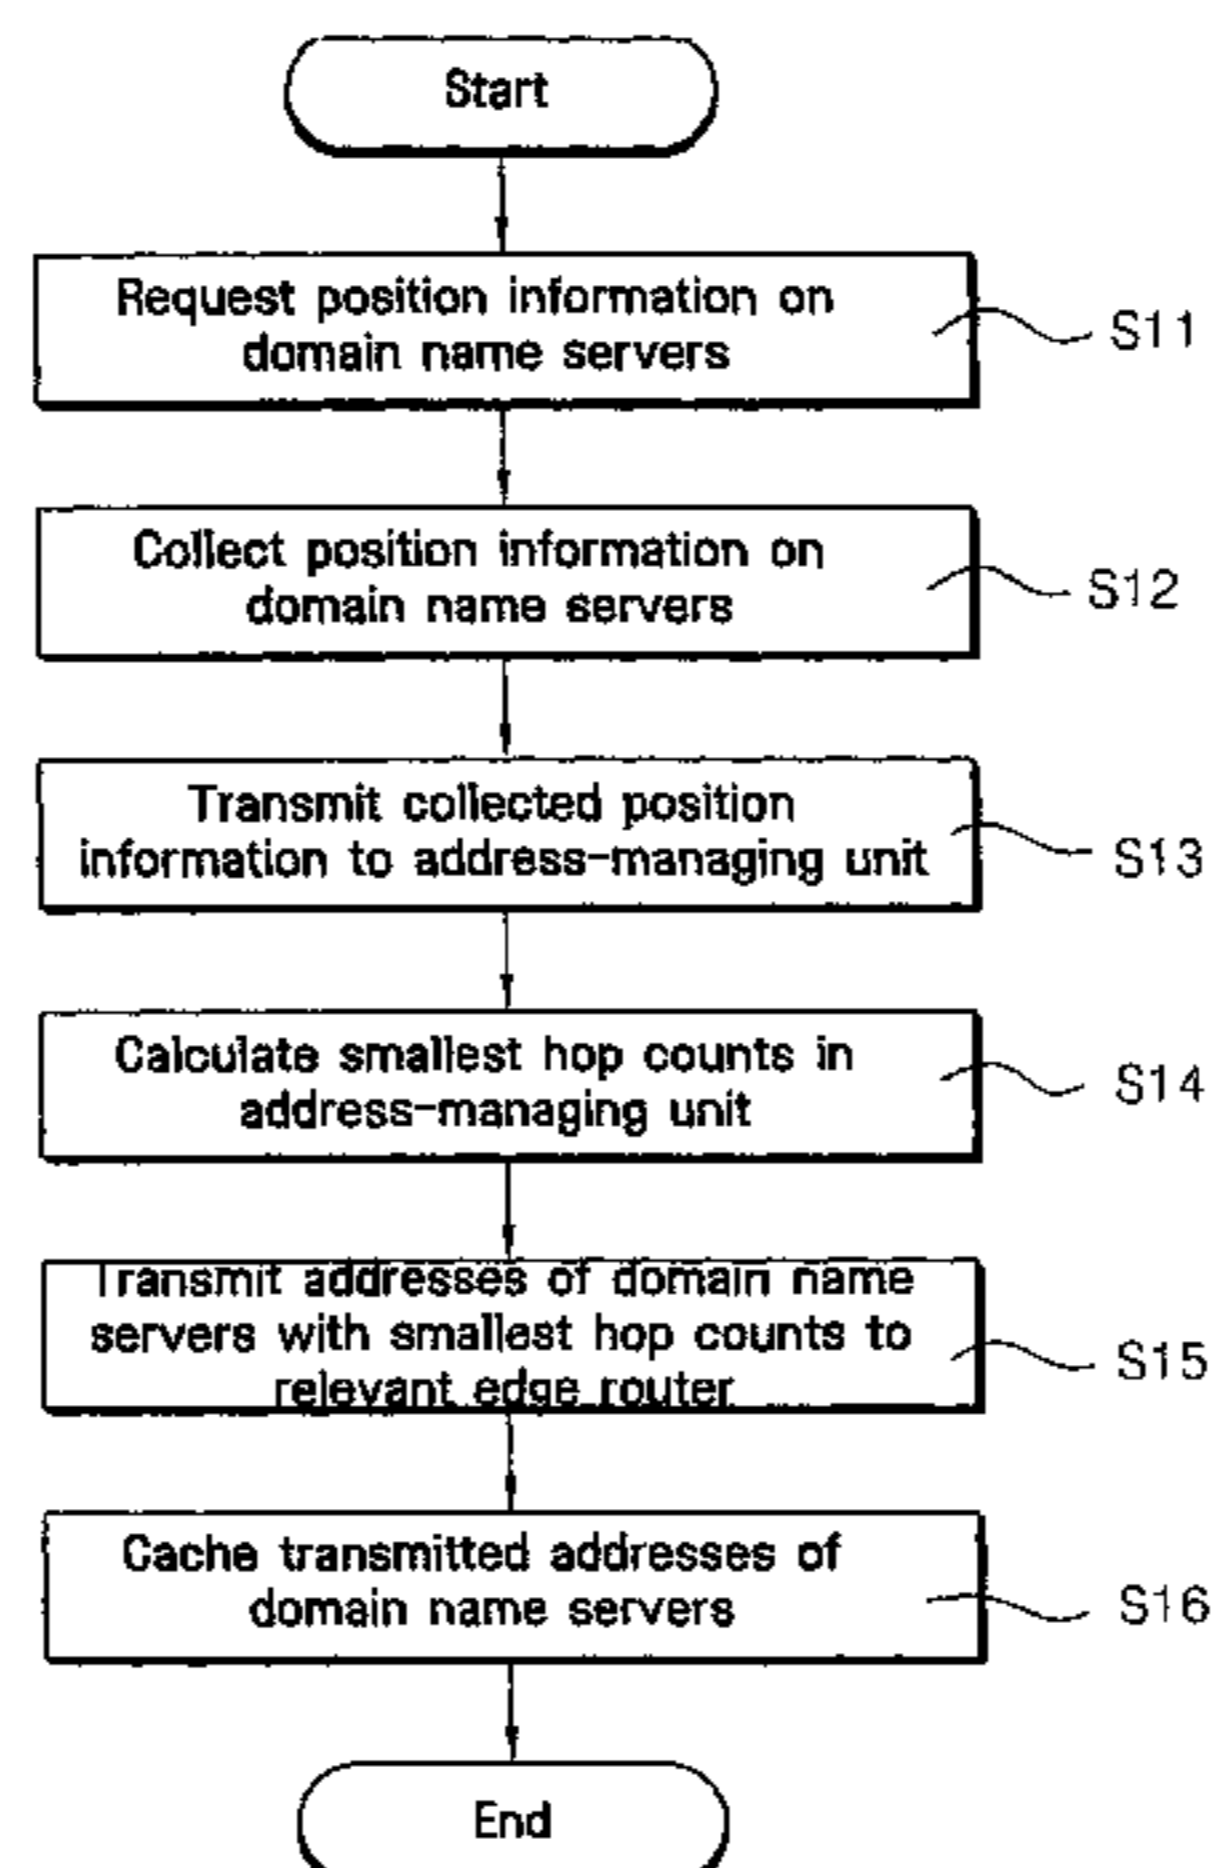 Start
Request position information on
domain name servers
S11
Collect position information on
domain name servers
S12
Transmit collected position
information to address-managing unit
S13
Calculate smallest hop counts in
address-managing unit
S14
Transmit addresses of domain name
servers with smallest hop counts to
relevant edge router
S15
Cache transmitted addresses of
domain name servers
S16
End